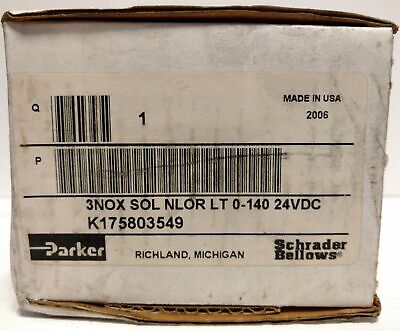 Q
1
MADE IN USA
2006
P
3NOX SOL NLOR LT 0-140 24VDC
K175803549
Parker
RICHLAND, MICHIGAN
Schrader
Bellows®